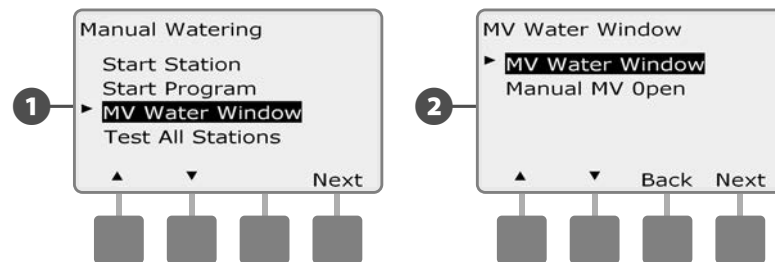 1
Manual Watering
Start Station
Start Program
► MV Water Window
Test All Stations
▲ ▼ Next
2
MV Water Window
► MV Water Window
Manual MV 0pen
▲ ▼ Back Next